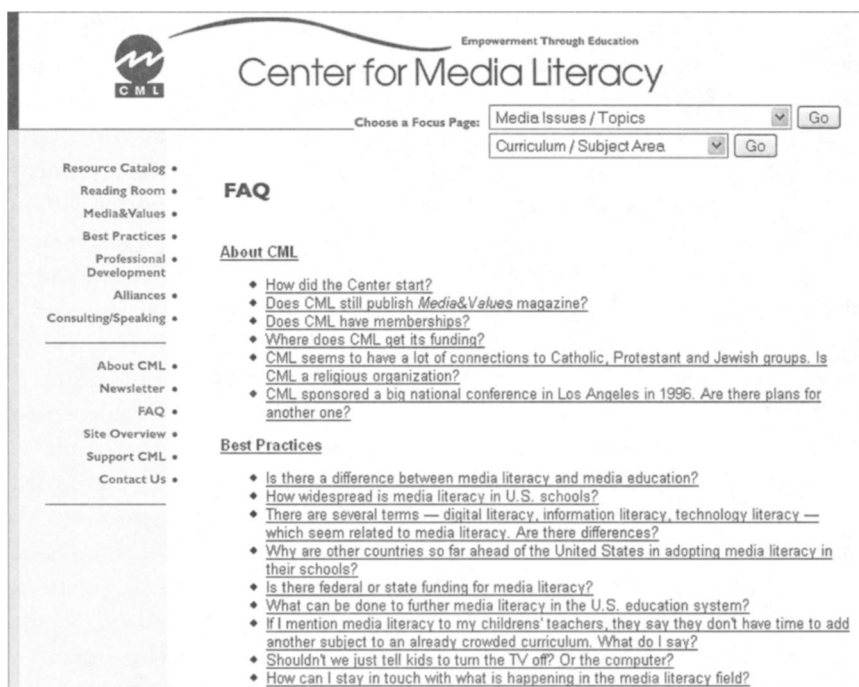 CML
Empowerment Through Education
Center for Media Literacy
Choose a Focus Page:
Media Issues / Topics
Go
Curriculum / Subject Area
Go
Resource Catalog •
Reading Room •
Media&Values •
Best Practices •
Professional •
Development
Alliances •
Consulting/Speaking •
About CML •
Newsletter •
FAQ •
Site Overview •
Support CML •
Contact Us •
FAQ
About CML
◆ How did the Center start?
◆ Does CML still publish Media&Values magazine?
◆ Does CML have memberships?
◆ Where does CML get its funding?
◆ CML seems to have a lot of connections to Catholic, Protestant and Jewish groups. Is
CML a religious organization?
◆ CML sponsored a big national conference in Los Angeles in 1996. Are there plans for
another one?
Best Practices
◆ Is there a difference between media literacy and media education?
◆ How widespread is media literacy in U.S. schools?
◆ There are several terms — digital literacy, information literacy, technology literacy —
which seem related to media literacy. Are there differences?
◆ Why are other countries so far ahead of the United States in adopting media literacy in
their schools?
◆ Is there federal or state funding for media literacy?
◆ What can be done to further media literacy in the U.S. education system?
◆ If I mention media literacy to my childrens' teachers, they say they don't have time to add
another subject to an already crowded curriculum. What do I say?
◆ Shouldn't we just tell kids to turn the TV off? Or the computer?
◆ How can I stay in touch with what is happening in the media literacy field?